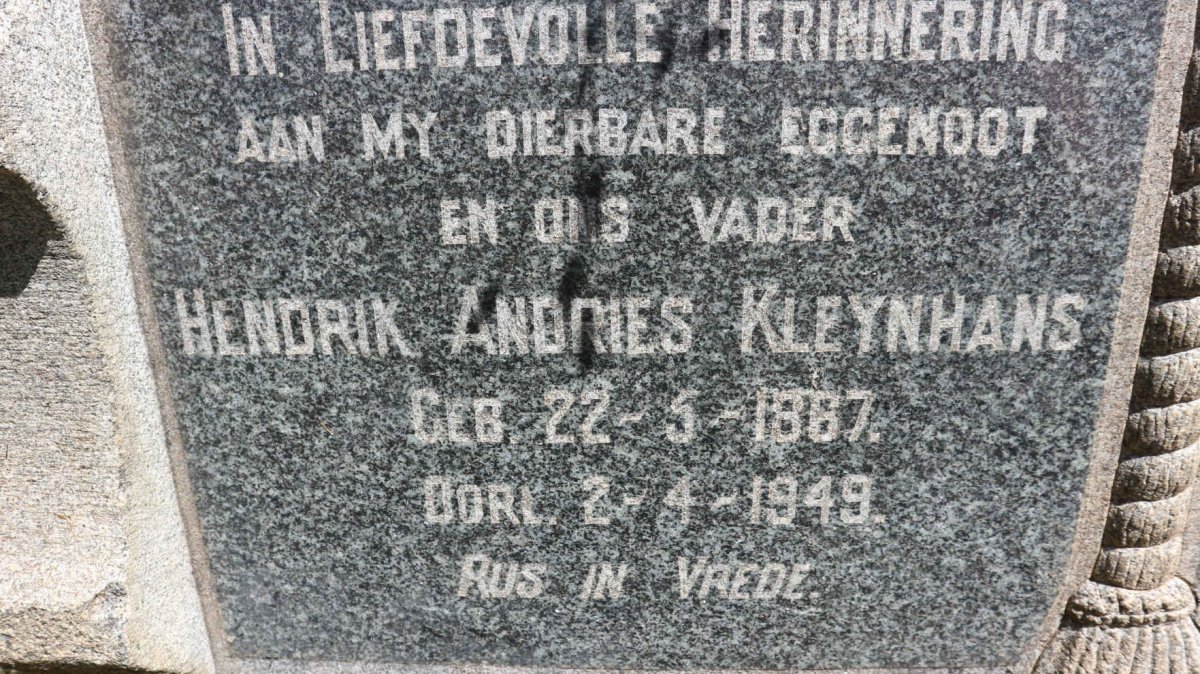 IN LIEFDEVOLLE HERINNERING
AAN MY DIERBARE EGGENOOT
EN ONS VADER
HENDRIK ANDRIES KLEYNHANS
GEB. 22-5-1887.
OORL. 2-4-1949.
RUS IN VREDE.